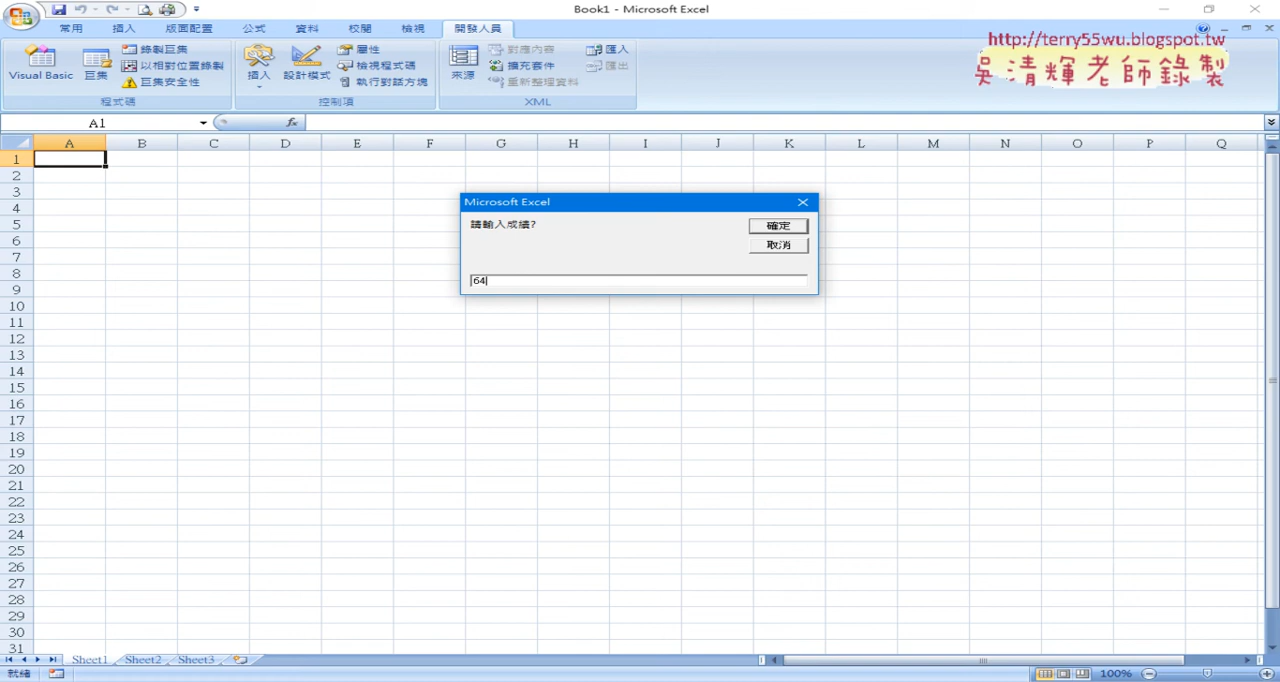 Book1 - Microsoft Excel
常用 插入 版面配置 公式 資料 校閱 檢視 開發人員
http://terry55wu.blogspot.tw
吳清輝老師錄製
Visual Basic 巨集 錄製巨集 以相對位置錄製 巨集安全性
程式碼
插入 設計模式 屬性 檢視程式碼 執行對話方塊
控制項
來源 對應內容 擴充套件 重新整理資料 匯入 匯出
XML
A1 fx
A B C D E F G H I J K L M N O P Q
1
2
3
4
5
6
7
8
9
10
11
12
13
14
15
16
17
18
19
20
21
22
23
24
25
26
27
28
29
30
31
Microsoft Excel
請輸入成績?
確定
取消
64
Sheet1 Sheet2 Sheet3
就緒 100%